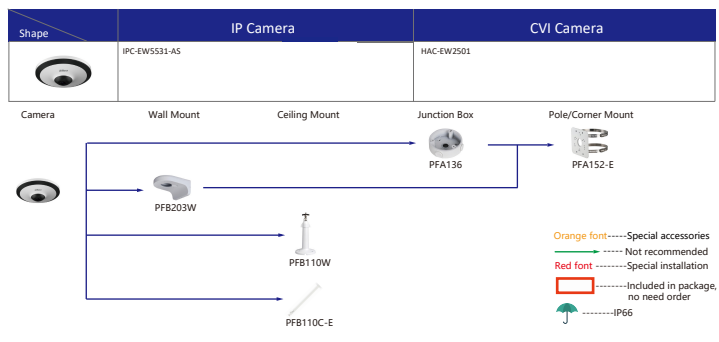 Shape
IP Camera
CVI Camera
IPC-EW5531-AS
HAC-EW2501
Camera
Wall Mount
Ceiling Mount
Junction Box
Pole/Corner Mount
PFA136
PFA152-E
PFB203W
PFB110W
PFB110C-E
Orange font-----Special accessories
----- Not recommended
Red font --------Special installation
--------Included in package,
no need order
--------IP66